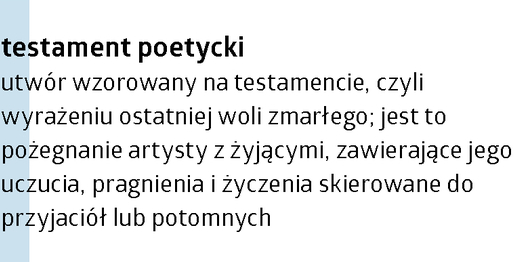 testament poetycki
utwór wzorowany na testamencie, czyli
wyrażeniu ostatniej woli zmarłego; jest to
pożegnanie artysty z żyjącymi, zawierające jego
uczucia, pragnienia i życzenia skierowane do
przyjaciół lub potomnych